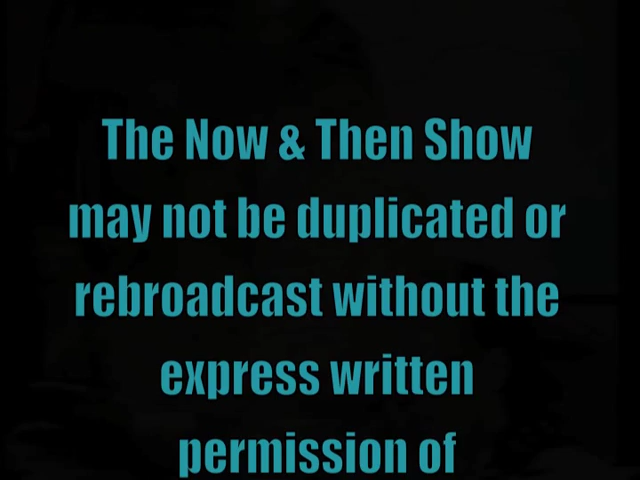 The Now & Then Show
may not be duplicated or
rebroadcast without the
express written
permission of